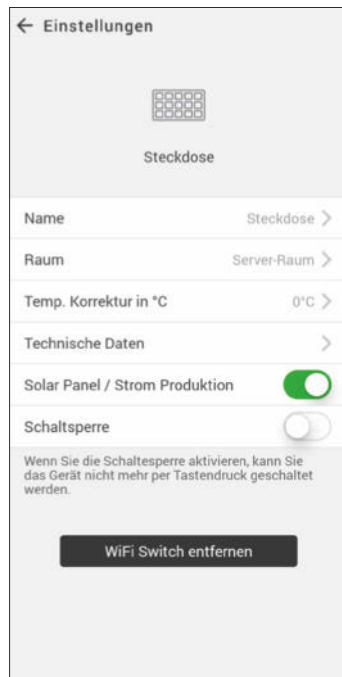 ← Einstellungen
Steckdose
Name Steckdose >
Raum Server-Raum >
Temp. Korrektur in °C 0°C >
Technische Daten >
Solar Panel / Strom Produktion
Schaltsperre
Wenn Sie die Schaltesperre aktivieren, kann Sie
das Gerät nicht mehr per Tastendruck geschaltet
werden.
WiFi Switch entfernen